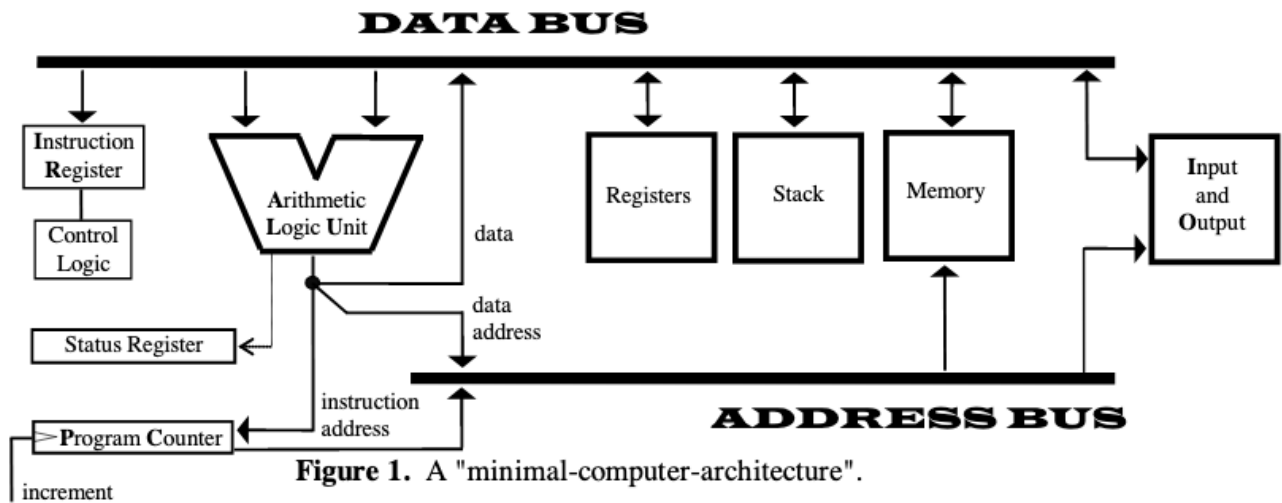 DATA BUS
Instruction
Register
Control
Logic
Arithmetic
Logic Unit
data
Registers
Stack
Memory
Input
and
Output
data
address
Status Register
instruction
address
ADDRESS BUS
Program Counter
increment
Figure 1. A "minimal-computer-architecture".